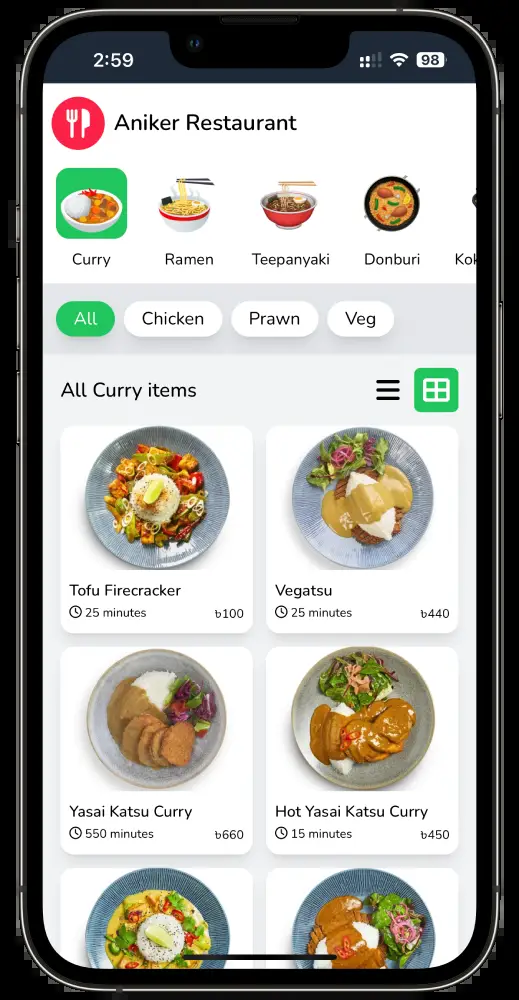 2:59
98
Aniker Restaurant
Curry
Ramen
Teepanyaki
Donburi
Kok
All
Chicken
Prawn
Veg
All Curry items
Tofu Firecracker
25 minutes
৳100
Vegatsu
25 minutes
৳440
Yasai Katsu Curry
550 minutes
৳660
Hot Yasai Katsu Curry
15 minutes
৳450